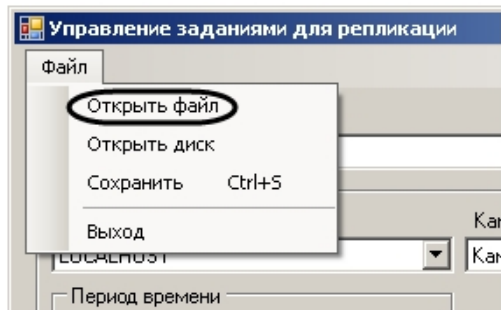 Управление заданиями для репликации
Файл
Открыть файл
Открыть диск
Сохранить Ctrl+S
Выход
LOCALHOST
Период времени